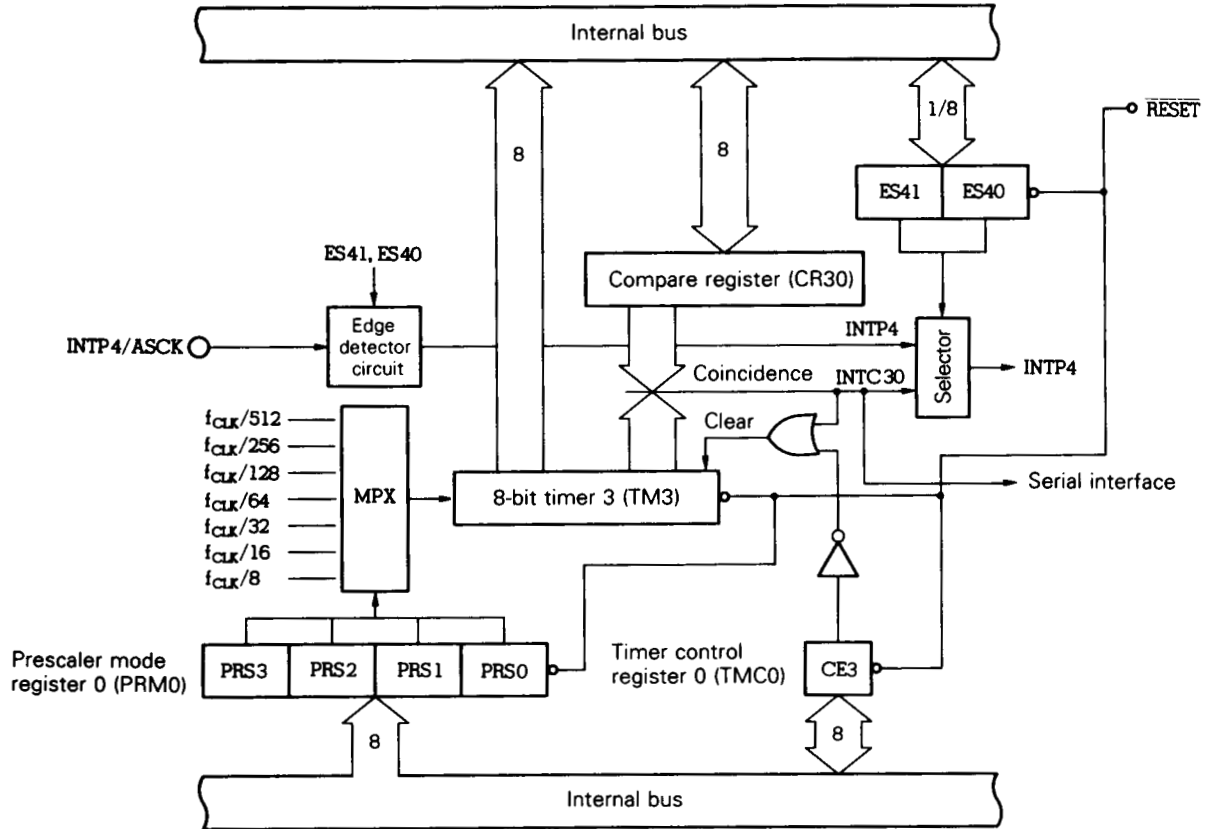 Internal bus
8
8
1/8
RESET
ES41
ES40
ES41, ES40
Compare register (CR30)
INTP4/ASCK
Edge
detector
circuit
INTP4
Selector
INTP4
Coincidence
INTC30
Clear
fCLK/512
fCLK/256
fCLK/128
fCLK/64
fCLK/32
fCLK/16
fCLK/8
MPX
8-bit timer 3 (TM3)
Serial interface
Prescaler mode
register 0 (PRM0)
PRS3
PRS2
PRS1
PRS0
Timer control
register 0 (TMC0)
CE3
8
8
Internal bus